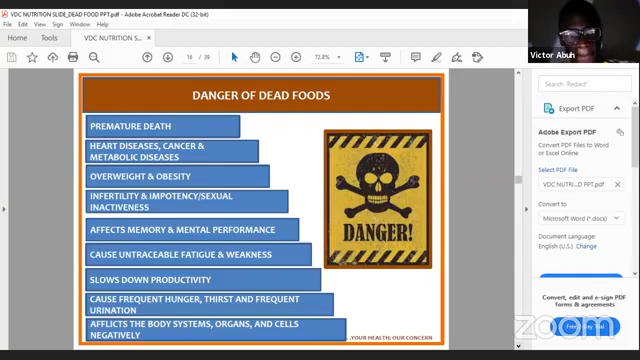 VDC NUTRITION SLIDE_DEAD FOOD PPT.pdf - Adobe Acrobat Reader DC (32-bit)
File Edit View Sign Window Help
Home Tools VDC NUTRITION SLI... ×
16 / 39 72.8%
Victor Abuh
DANGER OF DEAD FOODS
PREMATURE DEATH
HEART DISEASES, CANCER &
METABOLIC DISEASES
OVERWEIGHT & OBESITY
INFERTILITY & IMPOTENCY/SEXUAL
INACTIVENESS
AFFECTS MEMORY & MENTAL PERFORMANCE
CAUSE UNTRACEABLE FATIGUE & WEAKNESS
SLOWS DOWN PRODUCTIVITY
CAUSE FREQUENT HUNGER, THIRST AND FREQUENT
URINATION
AFFLICTS THE BODY SYSTEMS, ORGANS, AND CELLS
NEGATIVELY
DANGER!
...YOUR HEALTH; OUR CONCERN
Search 'Redact'
Export PDF
Adobe Export PDF
Convert PDF Files to Word
or Excel Online
Select PDF File
VDC NUTRI...D PPT.pdf ×
Convert to
Microsoft Word (*.docx)
Document Language:
English (U.S.) Change
Convert, edit and e-sign PDF
forms & agreements
Free 7-Day Trial
zoom